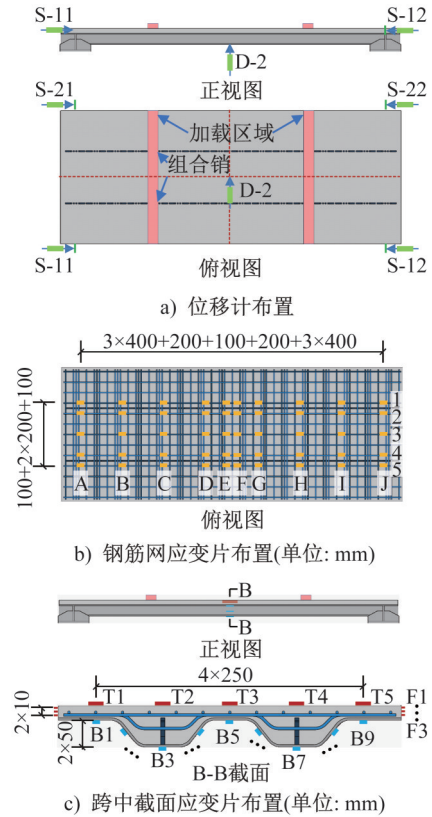 S-11
S-12
D-2
正视图
S-21
S-22
加载区域
组合销
D-2
S-11
S-12
俯视图
a) 位移计布置
3×400+200+100+200+3×400
100+2×200+100
1
2
3
4
5
A B C D E F G H I J
俯视图
b) 钢筋网应变片布置(单位: mm)
B
B
正视图
4×250
T1 T2 T3 T4 T5 F1
2×10
2×50
B1 B3 B5 B7 B9 F3
B-B截面
c) 跨中截面应变片布置(单位: mm)